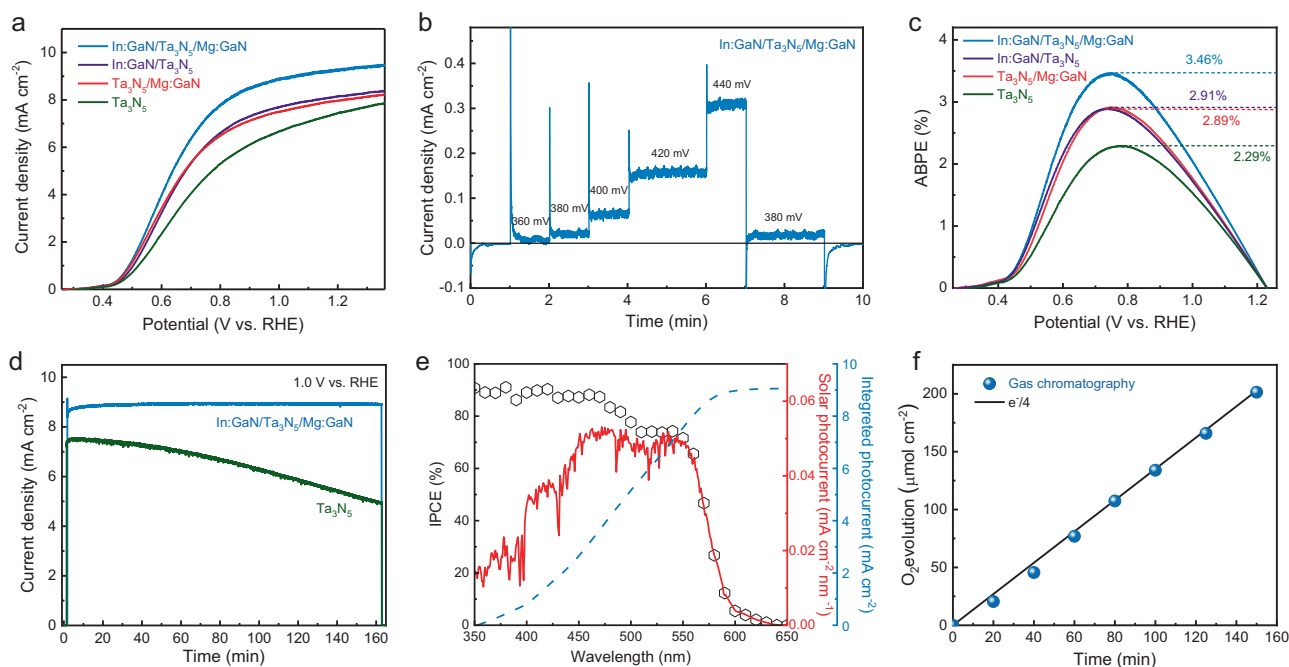 a
In:GaN/Ta₃N₅/Mg:GaN
In:GaN/Ta₃N₅
Ta₃N₅/Mg:GaN
Ta₃N₅
Current density (mA cm⁻²)
10
8
6
4
2
0
0.4 0.6 0.8 1.0 1.2
Potential (V vs. RHE)
b
In:GaN/Ta₃N₅/Mg:GaN
Current density (mA cm⁻²)
0.4
0.3
0.2
0.1
0.0
-0.1
360 mV
380 mV
400 mV
420 mV
440 mV
380 mV
0 2 4 6 8 10
Time (min)
c
In:GaN/Ta₃N₅/Mg:GaN
In:GaN/Ta₃N₅
Ta₃N₅/Mg:GaN
Ta₃N₅
3.46%
2.91%
2.89%
2.29%
ABPE (%)
4
3
2
1
0
0.4 0.6 0.8 1.0 1.2
Potential (V vs. RHE)
d
1.0 V vs. RHE
In:GaN/Ta₃N₅/Mg:GaN
Ta₃N₅
Current density (mA cm⁻²)
10
9
8
7
6
5
4
3
2
1
0
0 20 40 60 80 100 120 140 160
Time (min)
e
IPCE (%)
100
80
60
40
20
0
350 400 450 500 550 600 650
Wavelength (nm)
0.06
0.04
0.02
0.00
Solar photocurrent (mA cm⁻² nm⁻¹)
10
8
6
4
2
0
Integreted photocurrent (mA cm⁻²)
f
Gas chromatography
e⁻/4
O₂evolution (μmol cm⁻²)
200
150
100
50
0
0 20 40 60 80 100 120 140 160
Time (min)